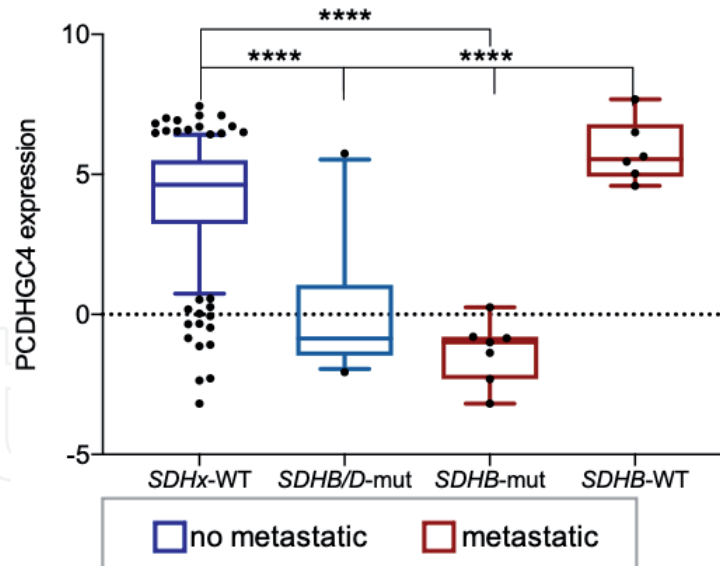 ****
**** ****
10
5
0
-5
PCDHGC4 expression
SDHx-WT SDHB/D-mut SDHB-mut SDHB-WT
no metastatic metastatic